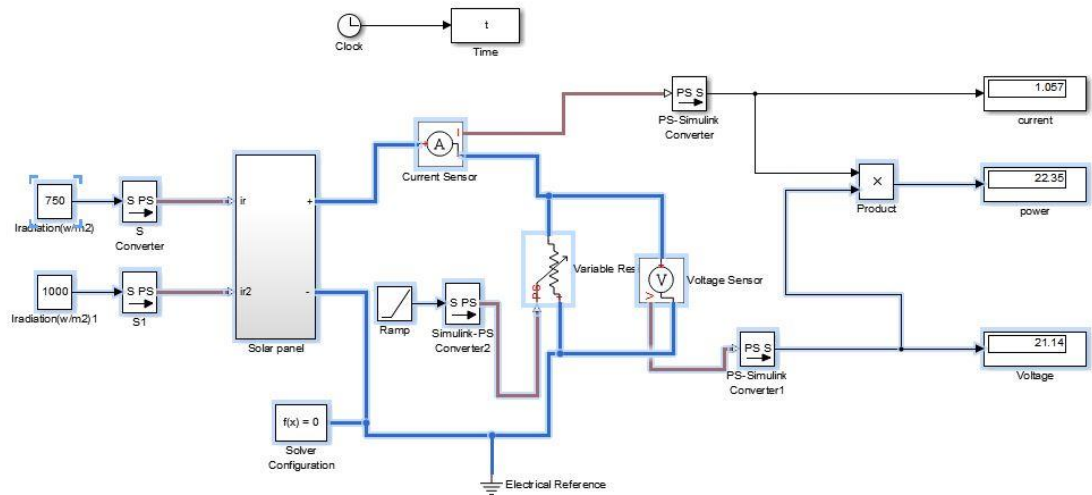 t
Clock
Time
PS S
PS-Simulink
Converter
1.057
current
A
I
Current Sensor
750
Irradiation(w/m2)
S PS
S
Converter
ir
+
×
Product
22.35
power
1000
Irradiation(w/m2)1
S PS
S1
ir2
-
Solar panel
Ramp
S PS
Simulink-PS
Converter2
PS
+
Variable Res
+
V
V
Voltage Sensor
PS S
PS-Simulink
Converter1
21.14
Voltage
f(x) = 0
Solver
Configuration
Electrical Reference